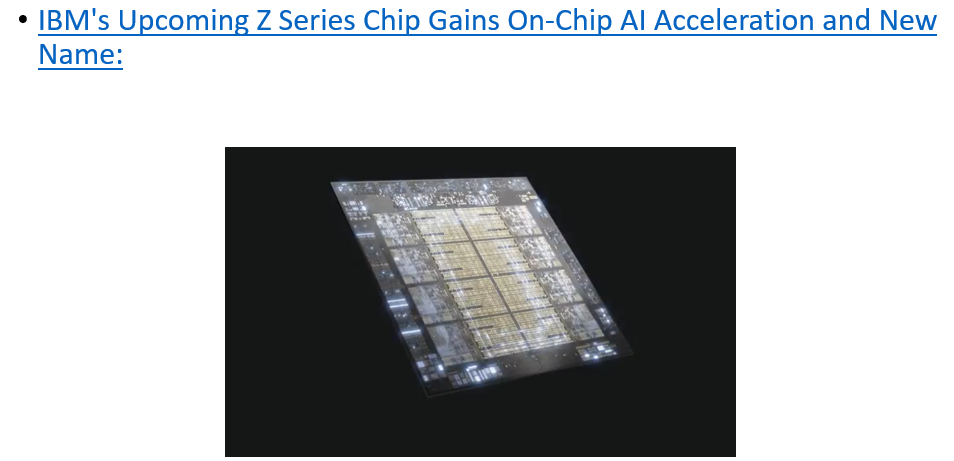 • IBM's Upcoming Z Series Chip Gains On-Chip AI Acceleration and New
Name: